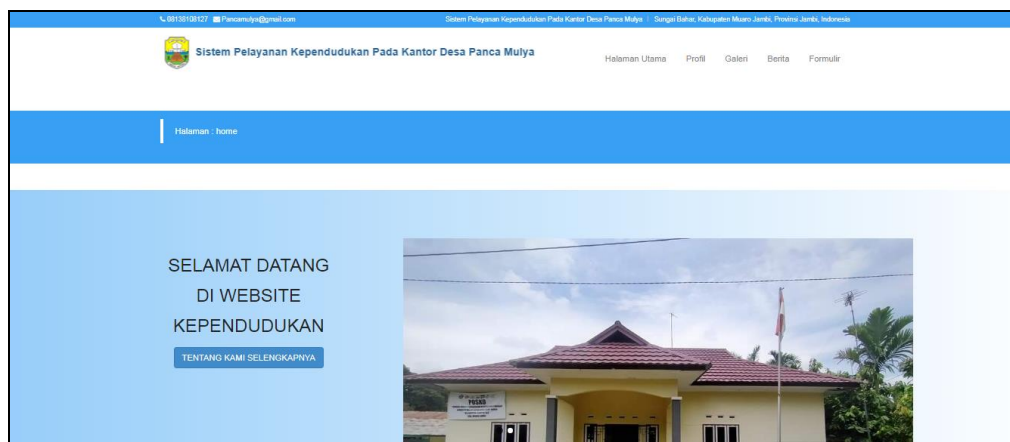 08138108127 Pancamulya@gmail.com Sistem Pelayanan Kependudukan Pada Kantor Desa Panca Mulya Sungai Bahar, Kabupaten Muaro Jambi, Provinsi Jambi, Indonesia
Sistem Pelayanan Kependudukan Pada Kantor Desa Panca Mulya
Halaman Utama Profil Galeri Berita Formulir
Halaman : home
SELAMAT DATANG
DI WEBSITE
KEPENDUDUKAN
TENTANG KAMI SELENGKAPNYA